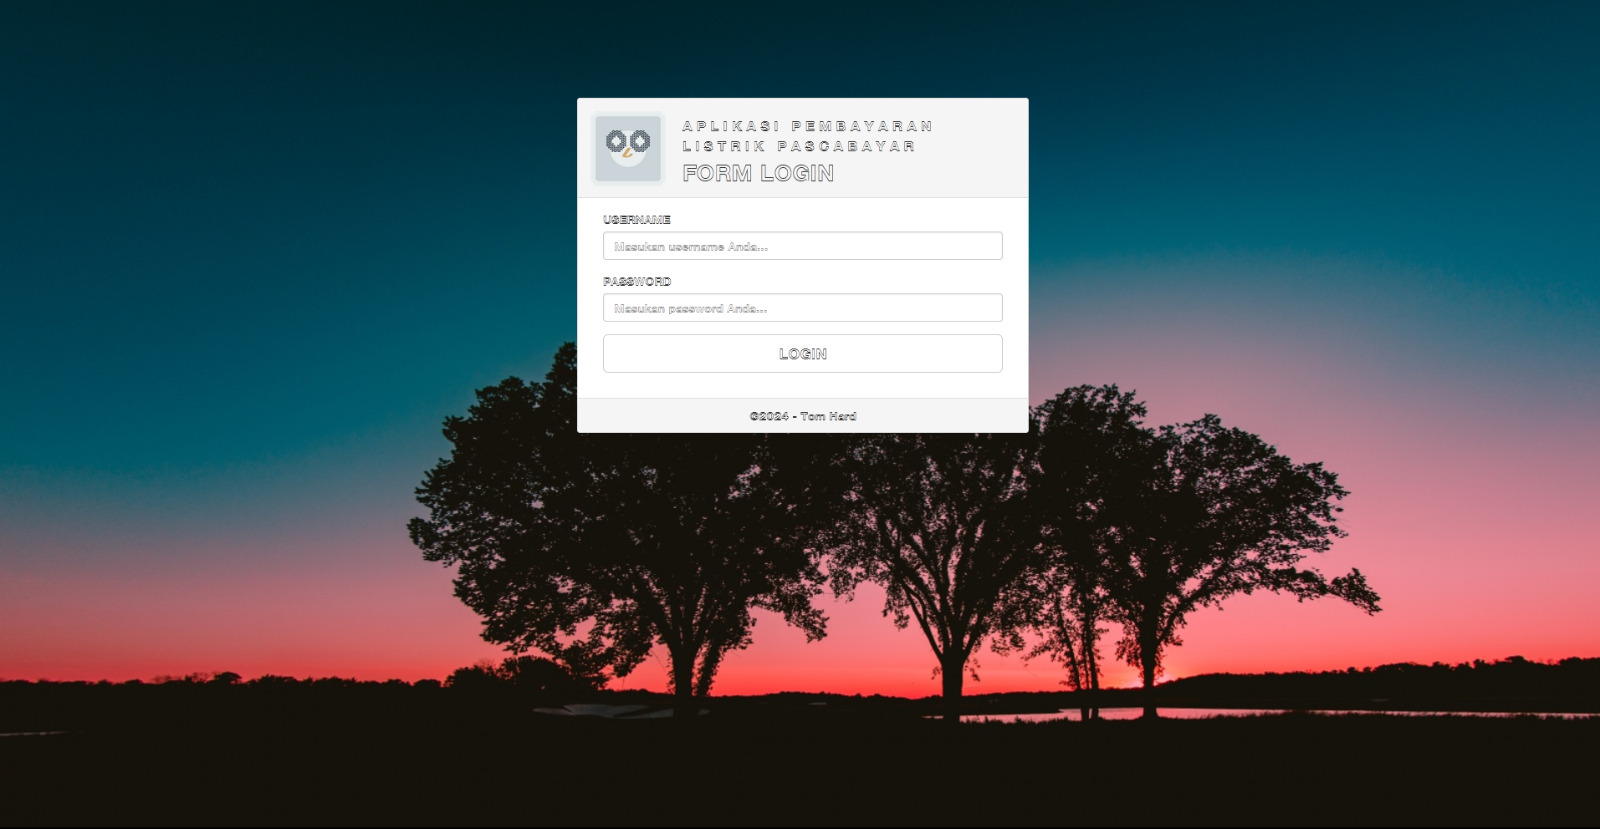 APLIKASI PEMBAYARAN
LISTRIK PASCABAYAR
FORM LOGIN
USERNAME
Masukan username Anda...
PASSWORD
Masukan password Anda...
LOGIN
©2024 - Tom Hard